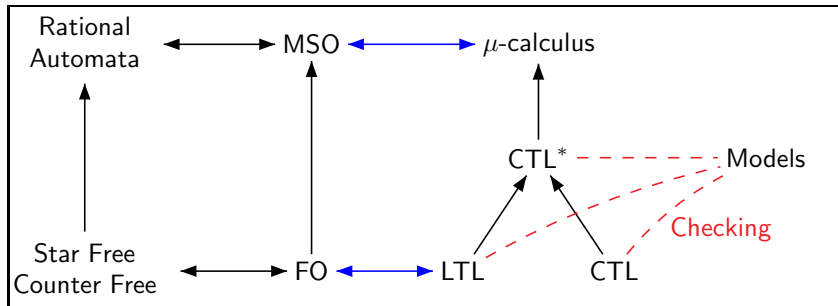 Rational
Automata
MSO
μ-calculus
CTL*
Models
Checking
Star Free
Counter Free
FO
LTL
CTL